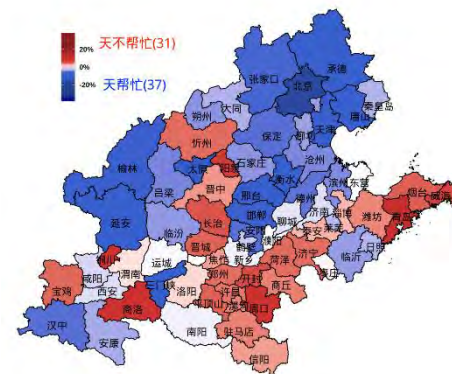 20%
天不帮忙(31)
0%
-20%
天帮忙(37)
承德
张家口
北京
秦皇岛
大同
唐山
朔州
廊坊
天津
忻州
保定
沧州
榆林
太原
阳泉
石家庄
衡水
滨州
东营
吕梁
晋中
邢台
德州
烟台
威海
济南
淄博
潍坊
青岛
延安
临汾
长治
邯郸
聊城
莱芜
安阳
泰安
鹤壁
濮阳
日照
晋城
临沂
铜川
运城
焦作
新乡
菏泽
济宁
枣庄
咸阳
渭南
三门峡
郑州
开封
宝鸡
西安
洛阳
许昌
商丘
商洛
平顶山
漯河
周口
汉中
南阳
驻马店
安康
信阳